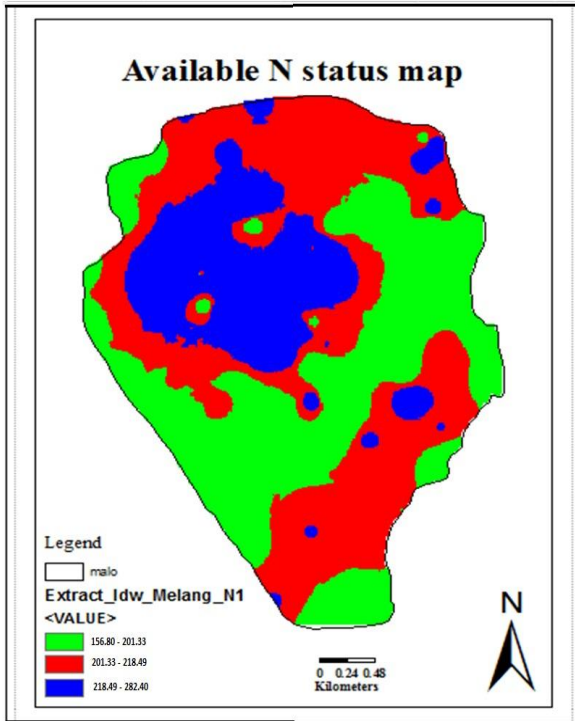 Available N status map
Legend
malo
Extract_Idw_Melang_N1
<VALUE>
156.80 - 201.33
201.33 - 218.49
218.49 - 282.40
0 0.24 0.48
Kilometers
N